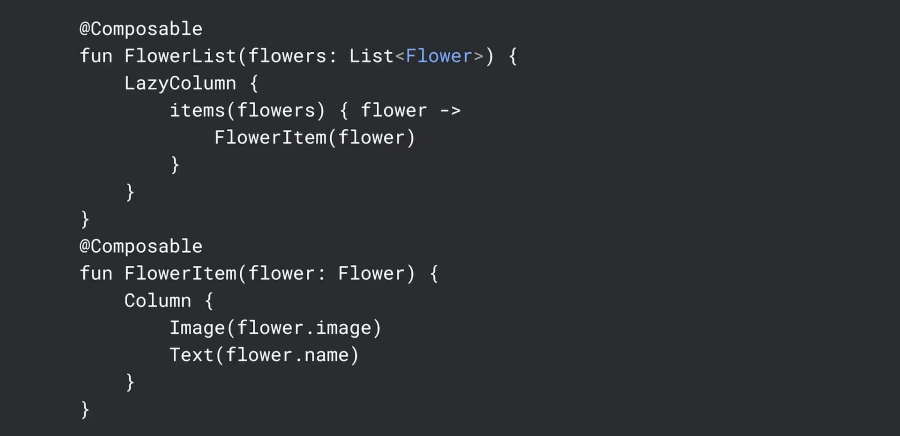 @Composable
fun FlowerList(flowers: List<Flower>) {
    LazyColumn {
        items(flowers) { flower ->
            FlowerItem(flower)
        }
    }
}
@Composable
fun FlowerItem(flower: Flower) {
    Column {
        Image(flower.image)
        Text(flower.name)
    }
}